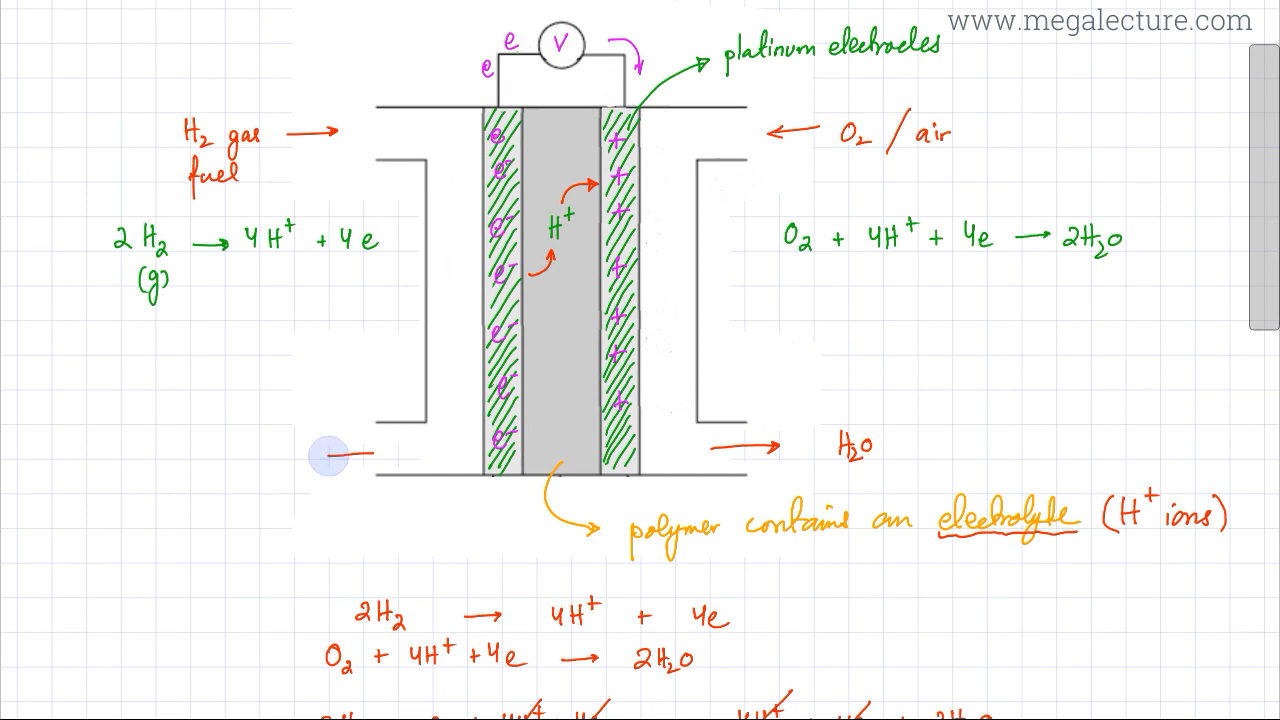 www.megalecture.com
e V
e
platinum electrodes
H₂ gas
fuel
O₂ / air
e +
e⁻ +
e⁻ H⁺ +
2H₂ → 4H⁺ + 4e
(g)
O₂ + 4H⁺ + 4e → 2H₂O
e⁻ +
e⁻ +
+
e⁻ +
e⁻
H₂O
polymer contains an electrolyte (H⁺ ions)
2H₂ → 4H⁺ + 4e
O₂ + 4H⁺ + 4e → 2H₂O